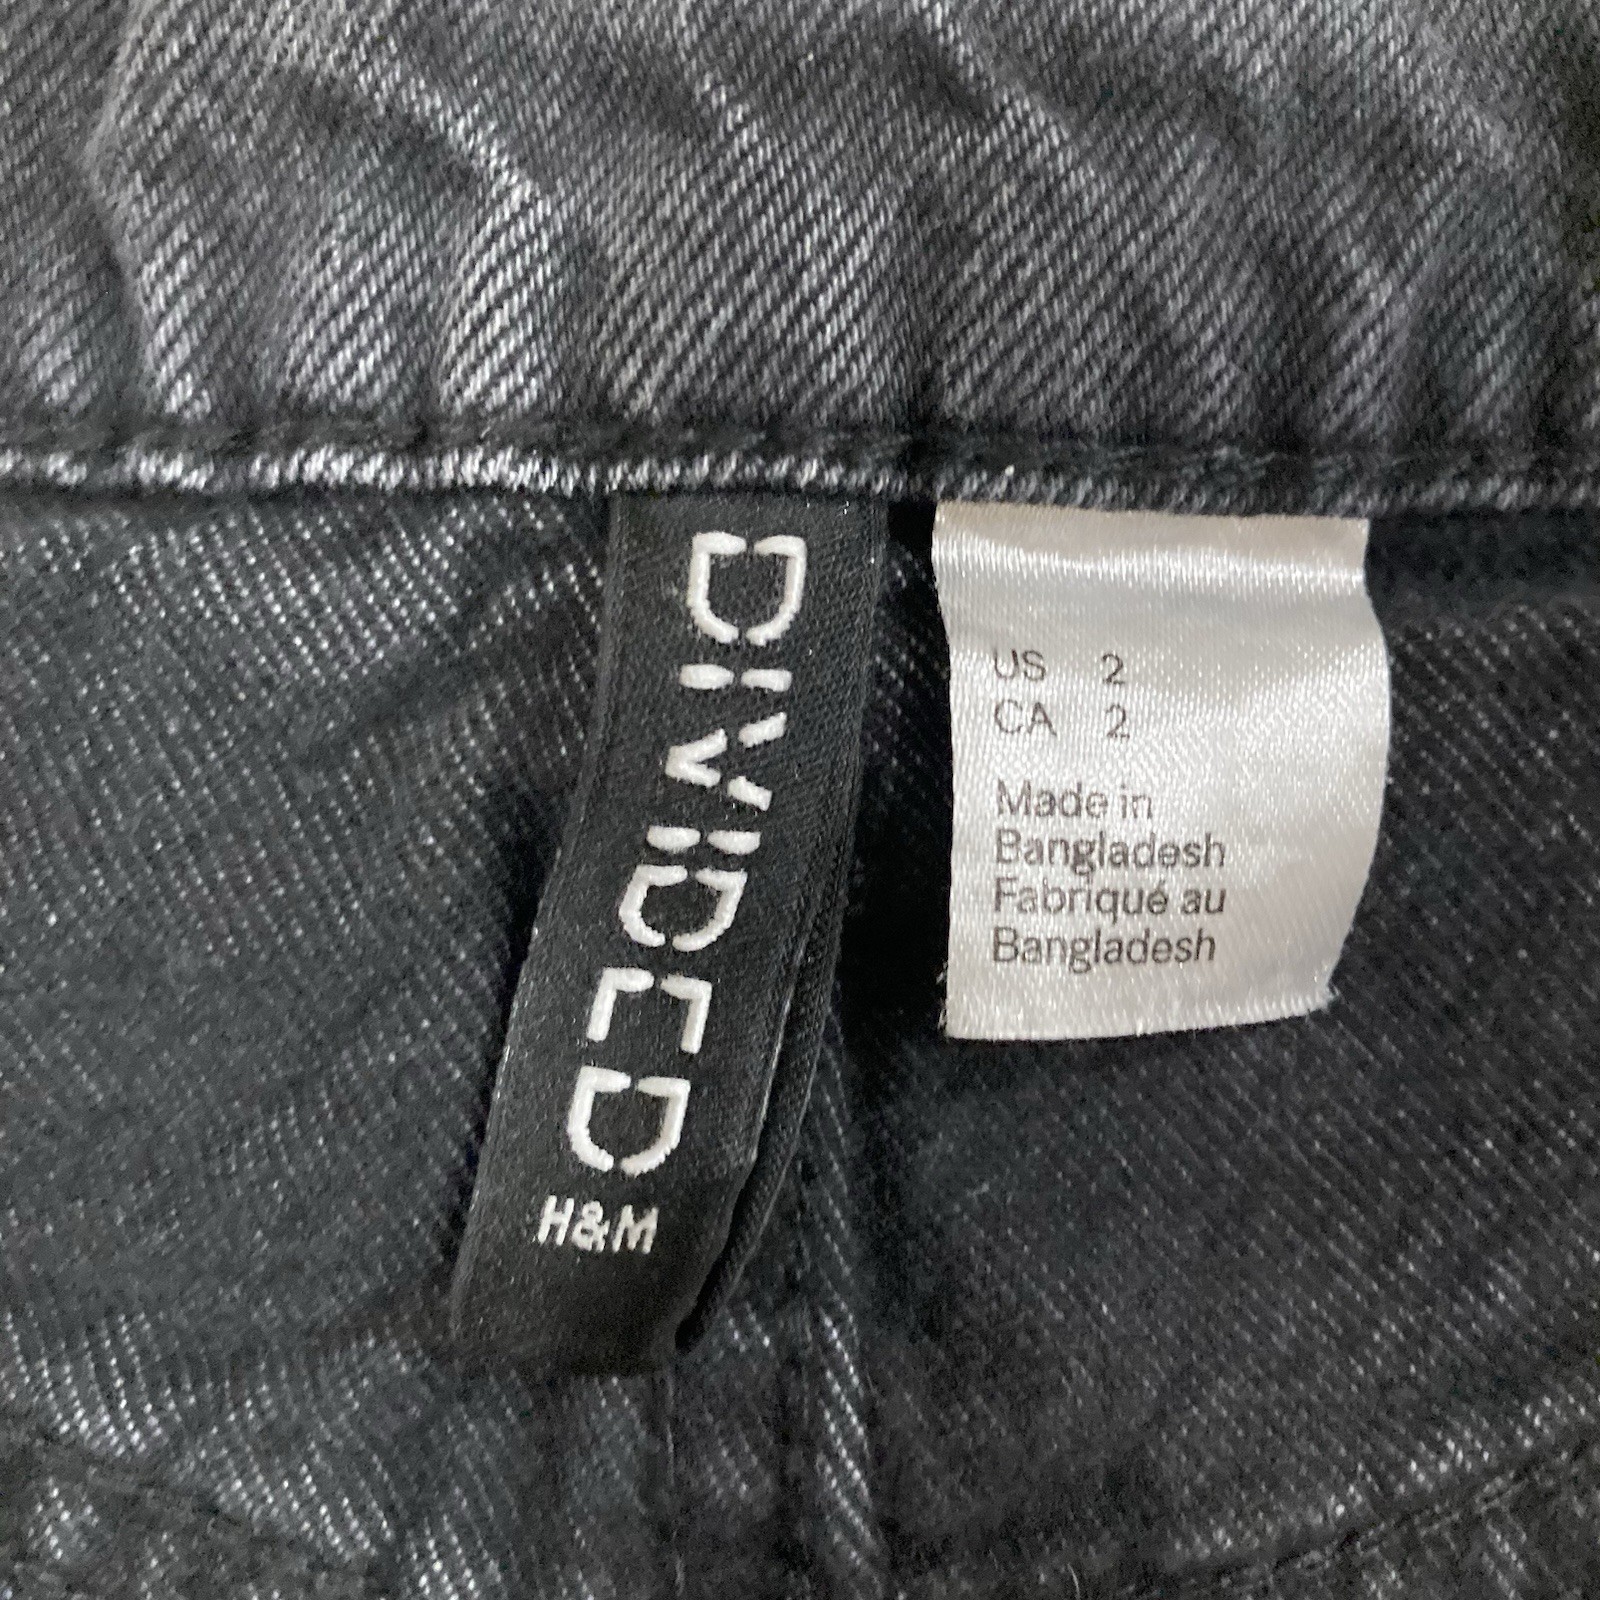 DIVIDED
H&M
US 2
CA 2
Made in
Bangladesh
Fabriqué au
Bangladesh